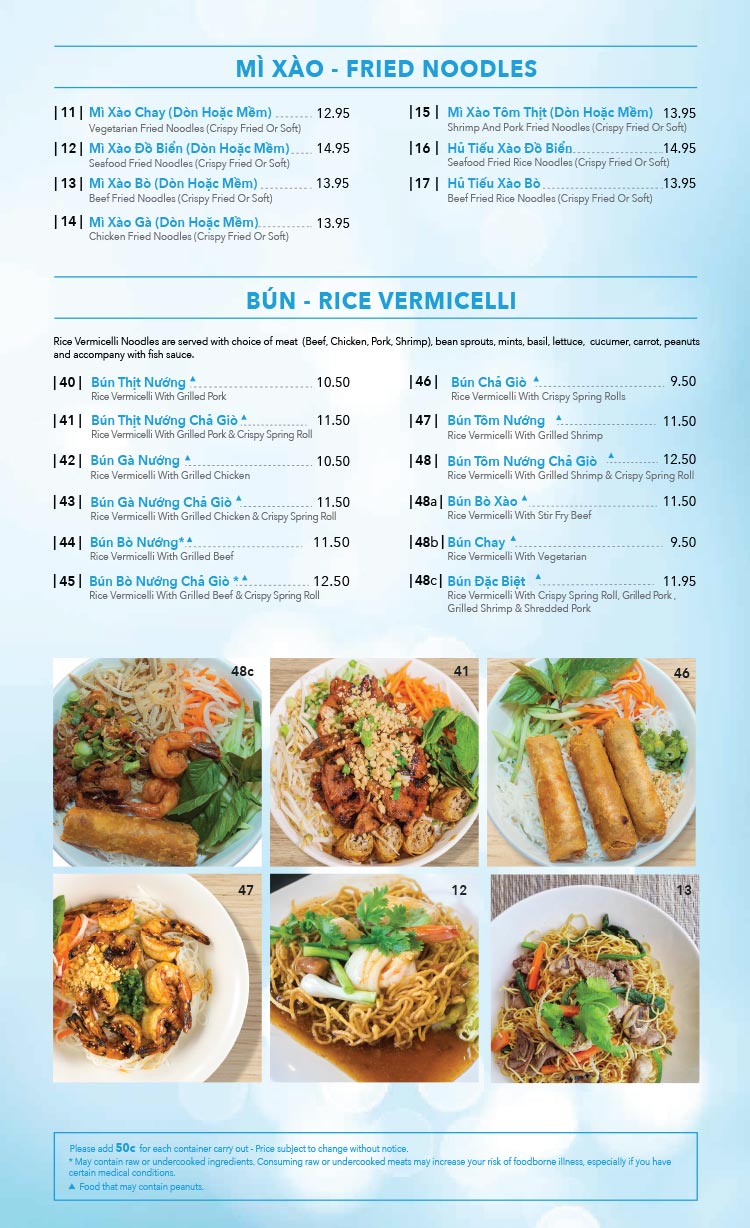 MÌ XÀO - FRIED NOODLES
|11| Mì Xào Chay (Dòn Hoặc Mềm) 12.95
Vegetarian Fried Noodles (Crispy Fried Or Soft)
|12| Mì Xào Đồ Biển (Dòn Hoặc Mềm) 14.95
Seafood Fried Noodles (Crispy Fried Or Soft)
|13| Mì Xào Bò (Dòn Hoặc Mềm) 13.95
Beef Fried Noodles (Crispy Fried Or Soft)
|14| Mì Xào Gà (Dòn Hoặc Mềm) 13.95
Chicken Fried Noodles (Crispy Fried Or Soft)
|15| Mì Xào Tôm Thịt (Dòn Hoặc Mềm) 13.95
Shrimp And Pork Fried Noodles (Crispy Fried Or Soft)
|16| Hủ Tiếu Xào Đồ Biển 14.95
Seafood Fried Rice Noodles (Crispy Fried Or Soft)
|17| Hủ Tiếu Xào Bò 13.95
Beef Fried Rice Noodles (Crispy Fried Or Soft)
BÚN - RICE VERMICELLI
Rice Vermicelli Noodles are served with choice of meat (Beef, Chicken, Pork, Shrimp), bean sprouts, mints, basil, lettuce, cucumer, carrot, peanuts
and accompany with fish sauce.
|40| Bún Thịt Nướng ▲ 10.50
Rice Vermicelli With Grilled Pork
|41| Bún Thịt Nướng Chả Giò ▲ 11.50
Rice Vermicelli With Grilled Pork & Crispy Spring Roll
|42| Bún Gà Nướng ▲ 10.50
Rice Vermicelli With Grilled Chicken
|43| Bún Gà Nướng Chả Giò ▲ 11.50
Rice Vermicelli With Grilled Chicken & Crispy Spring Roll
|44| Bún Bò Nướng* ▲ 11.50
Rice Vermicelli With Grilled Beef
|45| Bún Bò Nướng Chả Giò * ▲ 12.50
Rice Vermicelli With Grilled Beef & Crispy Spring Roll
|46| Bún Chả Giò ▲ 9.50
Rice Vermicelli With Crispy Spring Rolls
|47| Bún Tôm Nướng ▲ 11.50
Rice Vermicelli With Grilled Shrimp
|48| Bún Tôm Nướng Chả Giò ▲ 12.50
Rice Vermicelli With Grilled Shrimp & Crispy Spring Roll
|48a| Bún Bò Xào ▲ 11.50
Rice Vermicelli With Stir Fry Beef
|48b| Bún Chay ▲ 9.50
Rice Vermicelli With Vegetarian
|48c| Bún Đặc Biệt ▲ 11.95
Rice Vermicelli With Crispy Spring Roll, Grilled Pork ,
Grilled Shrimp & Shredded Pork
48c
41
46
47
12
13
Please add 50c for each container carry out - Price subject to change without notice.
* May contain raw or undercooked ingredients. Consuming raw or undercooked meats may increase your risk of foodborne illness, especially if you have
certain medical conditions.
▲ Food that may contain peanuts.